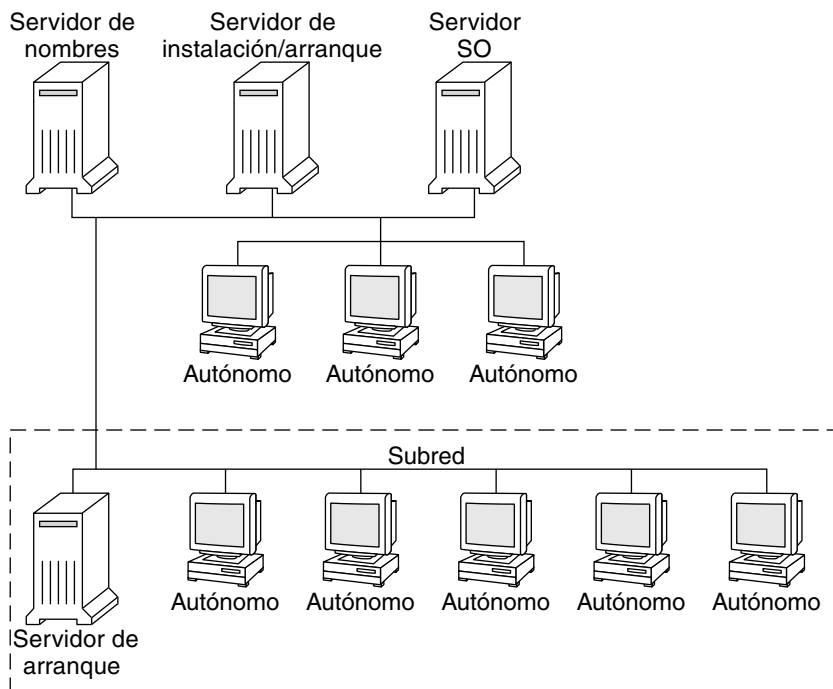 Servidor de
nombres
Servidor de
instalación/arranque
Servidor
SO
Autónomo
Autónomo
Autónomo
Subred
Autónomo
Autónomo
Autónomo
Autónomo
Autónomo
Servidor de
arranque